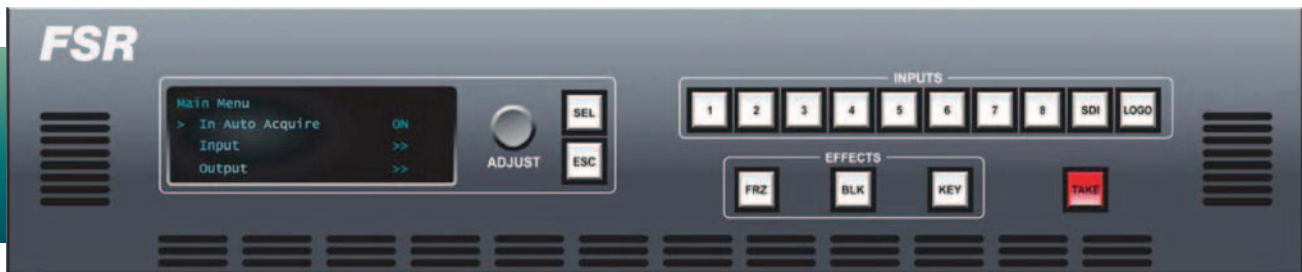 FSR
Main Menu
> In Auto Acquire ON
Input >>
Output >>
ADJUST
SEL
ESC
INPUTS
1 2 3 4 5 6 7 8 SDI LOGO
EFFECTS
FRZ BLK KEY
TAKE